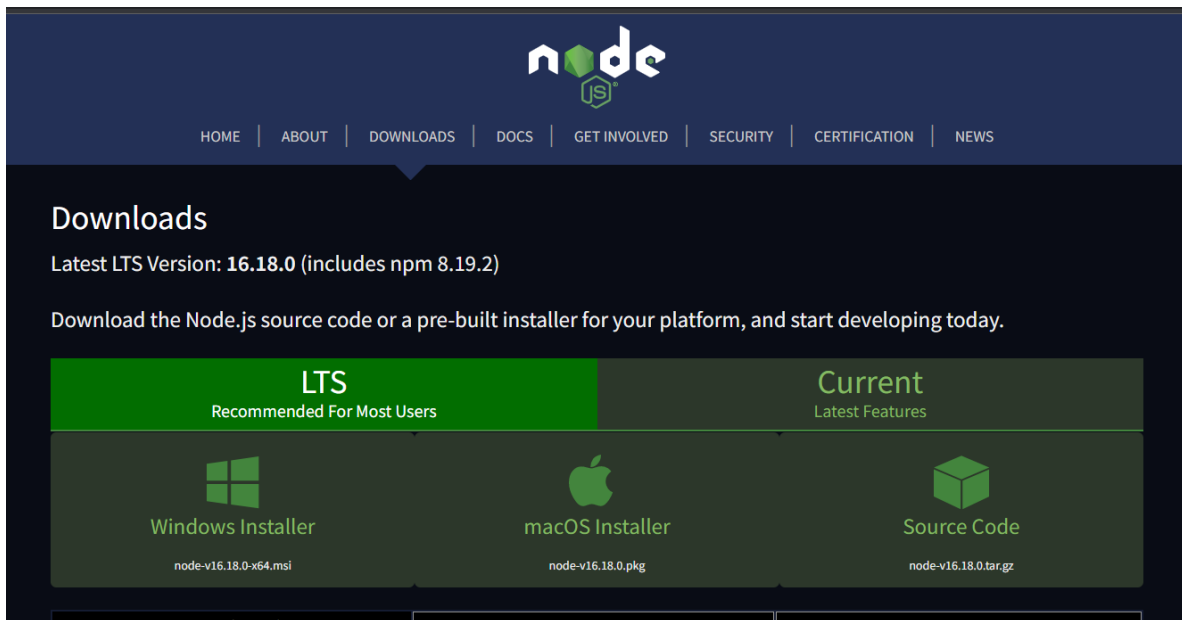 node
JS
HOME | ABOUT | DOWNLOADS | DOCS | GET INVOLVED | SECURITY | CERTIFICATION | NEWS
Downloads
Latest LTS Version: 16.18.0 (includes npm 8.19.2)
Download the Node.js source code or a pre-built installer for your platform, and start developing today.
LTS
Recommended For Most Users
Current
Latest Features
Windows Installer
node-v16.18.0-x64.msi
macOS Installer
node-v16.18.0.pkg
Source Code
node-v16.18.0.tar.gz